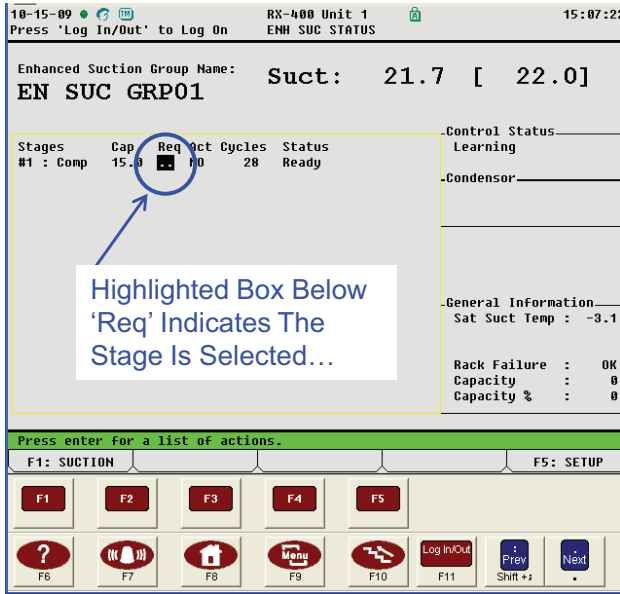 10-15-09 RX-400 Unit 1 15:07:22
Press 'Log In/Out' to Log On ENH SUC STATUS
Enhanced Suction Group Name: Suct: 21.7 [ 22.0]
EN SUC GRP01
Stages Cap Req Act Cycles Status
#1 : Comp 15.0 .. NO 28 Ready
Control Status
Learning
Condensor
Highlighted Box Below
‘Req’ Indicates The
Stage Is Selected…
General Information
Sat Suct Temp : -3.1
Rack Failure : OK
Capacity : 0
Capacity % : 0
Press enter for a list of actions.
F1: SUCTION F5: SETUP
F1 F2 F3 F4 F5
? Menu Log In/Out : Prev . Next
F6 F7 F8 F9 F10 F11 Shift +; .